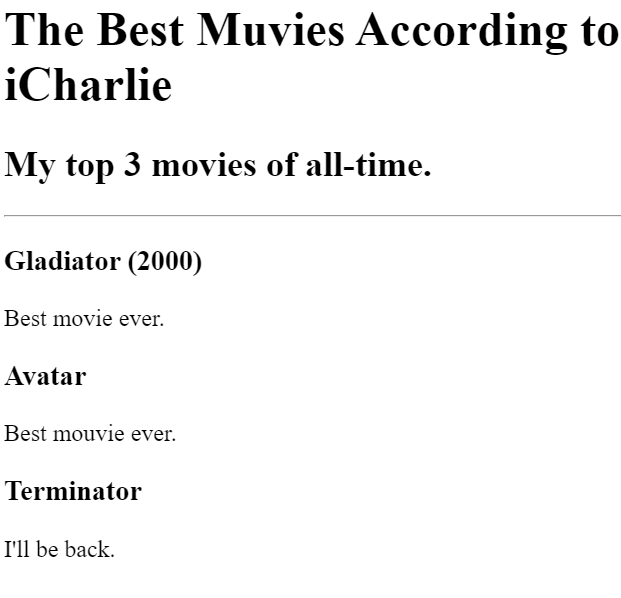 The Best Muvies According to
iCharlie
My top 3 movies of all-time.
Gladiator (2000)
Best movie ever.
Avatar
Best mouvie ever.
Terminator
I'll be back.